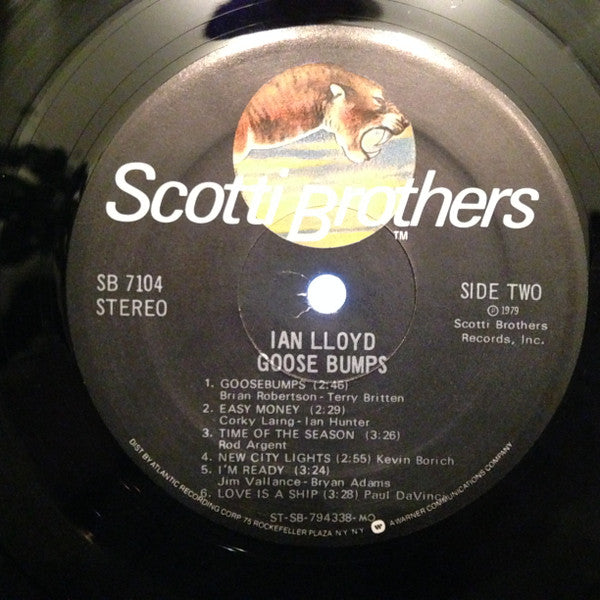 Scotti Brothers
TM
SB 7104
STEREO
SIDE TWO
℗ 1979
Scotti Brothers
Records, Inc.
IAN LLOYD
GOOSE BUMPS
1. GOOSEBUMPS (2:46)
Brian Robertson - Terry Britten
2. EASY MONEY (2:29)
Corky Laing - Ian Hunter
3. TIME OF THE SEASON (3:26)
Rod Argent
4. NEW CITY LIGHTS (2:55) Kevin Borich
5. I'M READY (3:24)
Jim Vallance - Bryan Adams
6. LOVE IS A SHIP (3:28) Paul DaVinci
ST-SB-794338-MO
DIST BY ATLANTIC RECORDING CORP 75 ROCKEFELLER PLAZA NY NY W A WARNER COMMUNICATIONS COMPANY